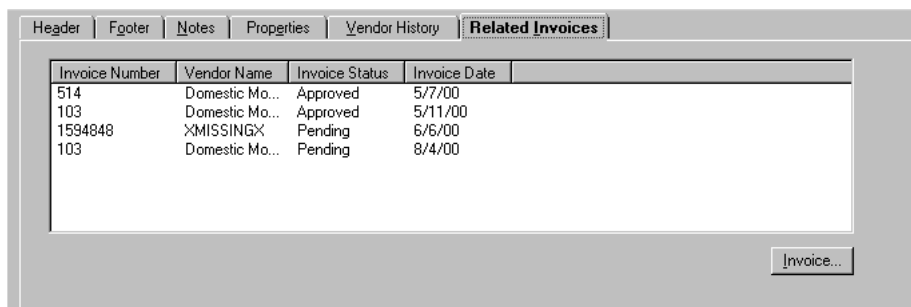 Header Footer Notes Properties Vendor History Related Invoices
Invoice Number Vendor Name Invoice Status Invoice Date
514 Domestic Mo... Approved 5/7/00
103 Domestic Mo... Approved 5/11/00
1594848 XMISSINGX Pending 6/6/00
103 Domestic Mo... Pending 8/4/00
Invoice...